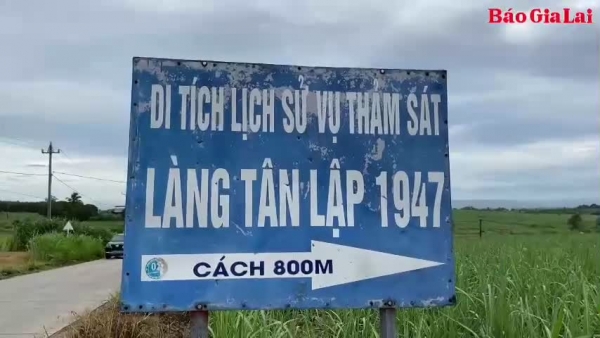 Báo Gia Lai
DI TÍCH LỊCH SỬ VỤ THẢM SÁT
LÀNG TÂN LẬP 1947
CÁCH 800M